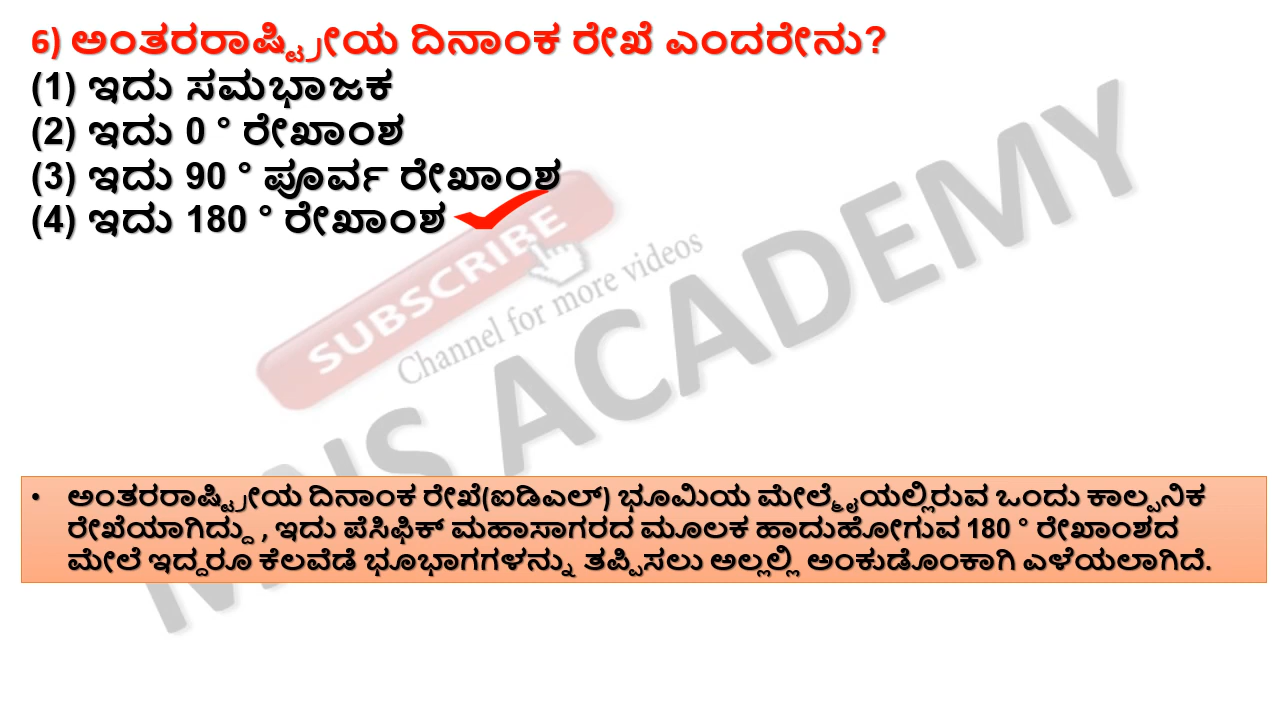 6) ಅಂತರರಾಷ್ಟ್ರೀಯ ದಿನಾಂಕ ರೇಖೆ ಎಂದರೇನು?
(1) ಇದು ಸಮಭಾಜಕ
(2) ಇದು 0 ° ರೇಖಾಂಶ
(3) ಇದು 90 ° ಪೂರ್ವ ರೇಖಾಂಶ
(4) ಇದು 180 ° ರೇಖಾಂಶ
SUBSCRIBE
Channel for more videos
MNS ACADEMY
• ಅಂತರರಾಷ್ಟ್ರೀಯ ದಿನಾಂಕ ರೇಖೆ(ಐಡಿಎಲ್) ಭೂಮಿಯ ಮೇಲ್ಮೈಯಲ್ಲಿರುವ ಒಂದು ಕಾಲ್ಪನಿಕ
ರೇಖೆಯಾಗಿದ್ದು , ಇದು ಪೆಸಿಫಿಕ್ ಮಹಾಸಾಗರದ ಮೂಲಕ ಹಾದುಹೋಗುವ 180 ° ರೇಖಾಂಶದ
ಮೇಲೆ ಇದ್ದರೂ ಕೆಲವೆಡೆ ಭೂಭಾಗಗಳನ್ನು ತಪ್ಪಿಸಲು ಅಲ್ಲಲ್ಲಿ ಅಂಕುಡೊಂಕಾಗಿ ಎಳೆಯಲಾಗಿದೆ.